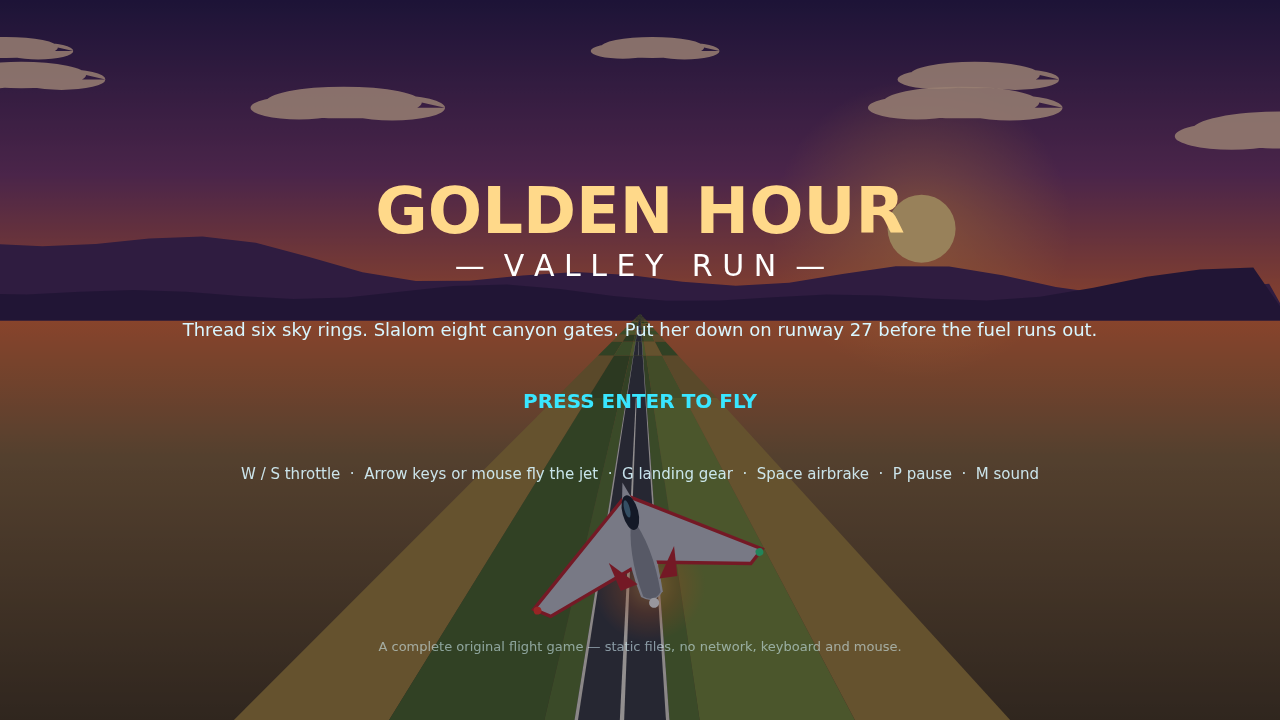 GOLDEN HOUR
— VALLEY RUN —
Thread six sky rings. Slalom eight canyon gates. Put her down on runway 27 before the fuel runs out.
PRESS ENTER TO FLY
W / S throttle · Arrow keys or mouse fly the jet · G landing gear · Space airbrake · P pause · M sound
A complete original flight game — static files, no network, keyboard and mouse.